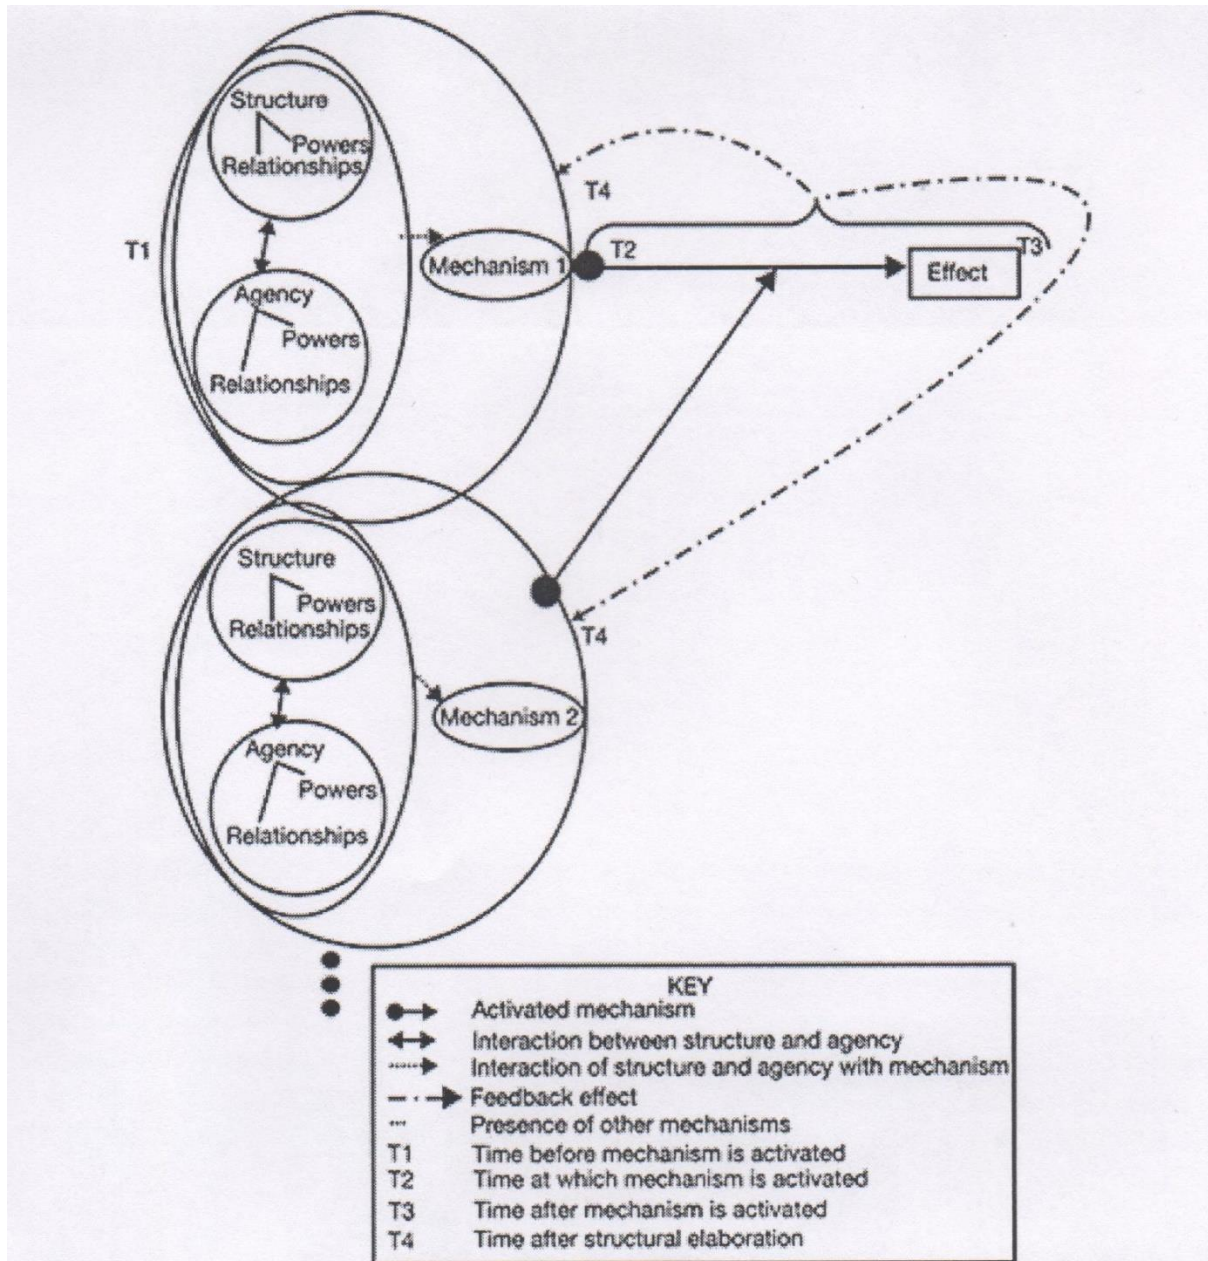 Structure
Powers
Relationships
T1
Agency
Powers
Relationships
Mechanism 1
T4
T2
T3
Effect
Structure
Powers
Relationships
T4
Agency
Powers
Relationships
Mechanism 2
KEY
Activated mechanism
Interaction between structure and agency
Interaction of structure and agency with mechanism
Feedback effect
Presence of other mechanisms
T1 Time before mechanism is activated
T2 Time at which mechanism is activated
T3 Time after mechanism is activated
T4 Time after structural elaboration